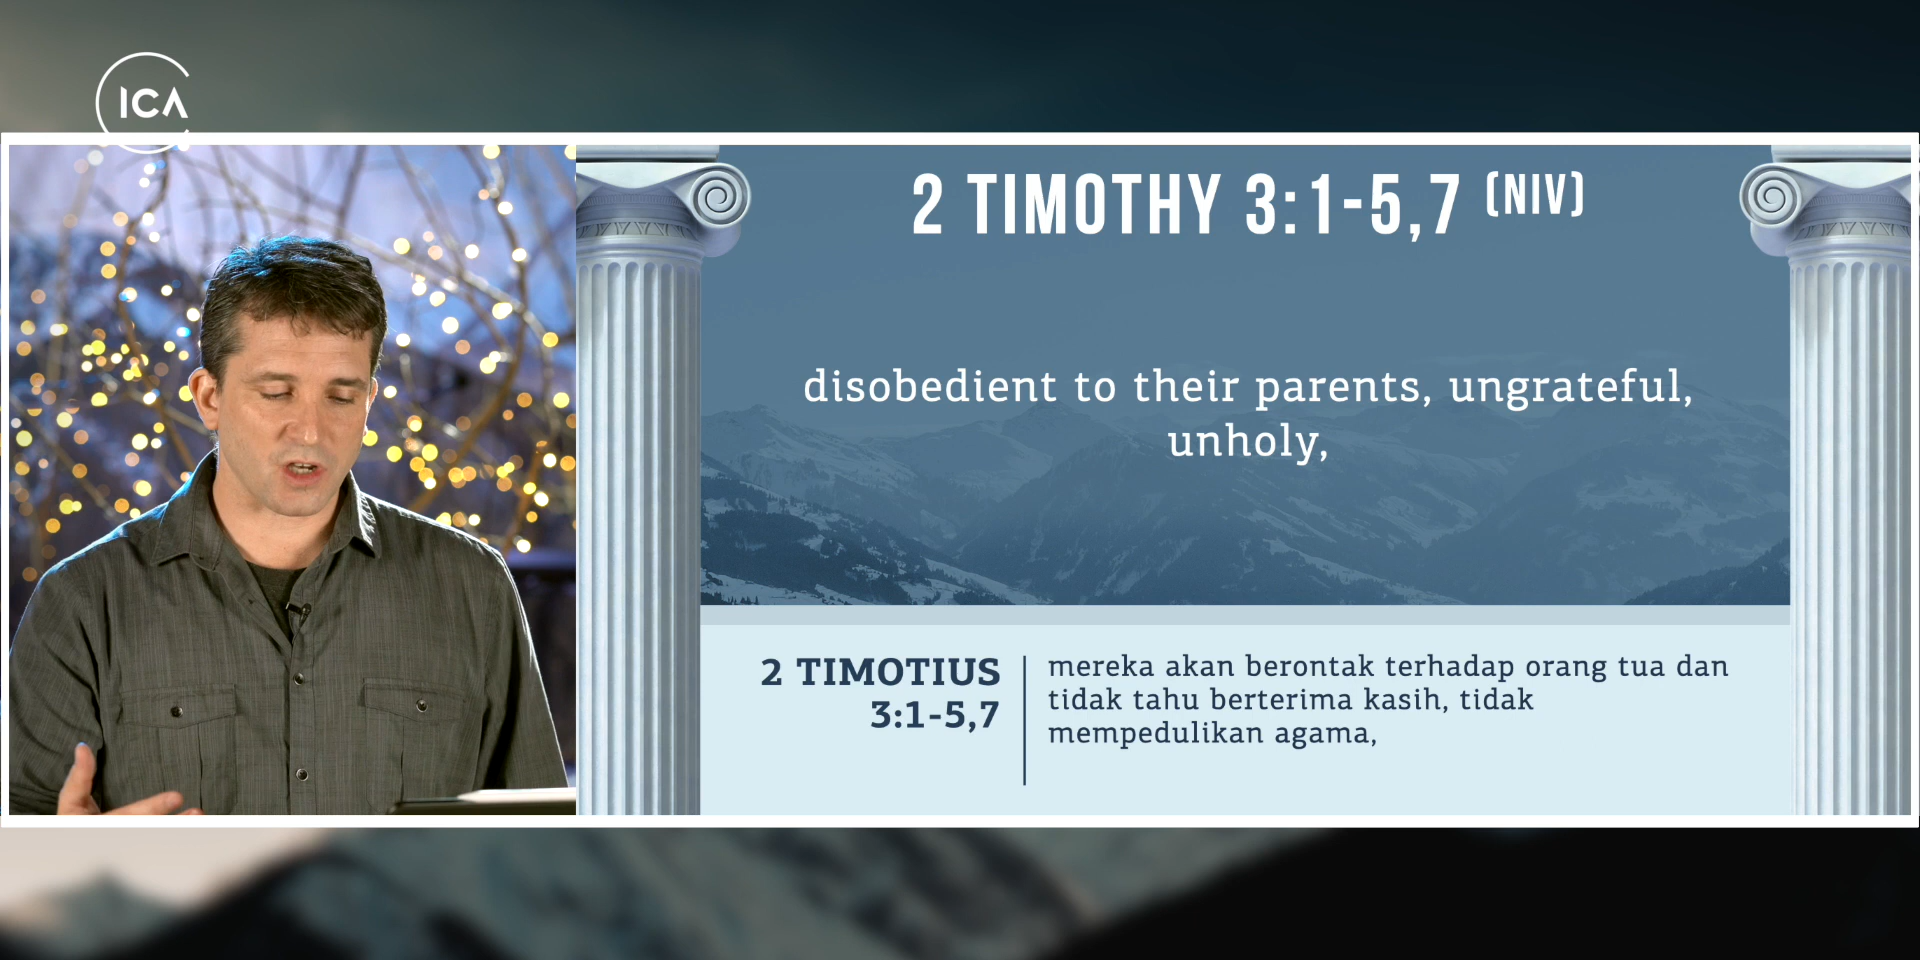 ICA
2 TIMOTHY 3:1-5,7 (NIV)
disobedient to their parents, ungrateful,
unholy,
2 TIMOTIUS
3:1-5,7
mereka akan berontak terhadap orang tua dan
tidak tahu berterima kasih, tidak
mempedulikan agama,